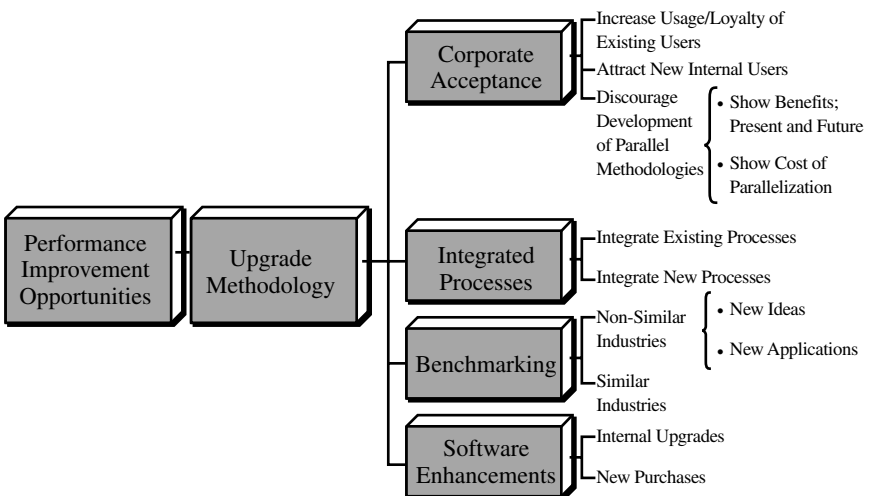 Performance
Improvement
Opportunities
Upgrade
Methodology
Corporate
Acceptance
Increase Usage/Loyalty of
Existing Users
Attract New Internal Users
Discourage
Development
of Parallel
Methodologies
• Show Benefits;
Present and Future
• Show Cost of
Parallelization
Integrated
Processes
Integrate Existing Processes
Integrate New Processes
Benchmarking
Non-Similar
Industries
• New Ideas
• New Applications
Similar
Industries
Software
Enhancements
Internal Upgrades
New Purchases